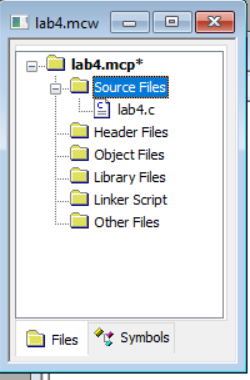 lab4.mcw
lab4.mcp*
Source Files
lab4.c
Header Files
Object Files
Library Files
Linker Script
Other Files
Files Symbols